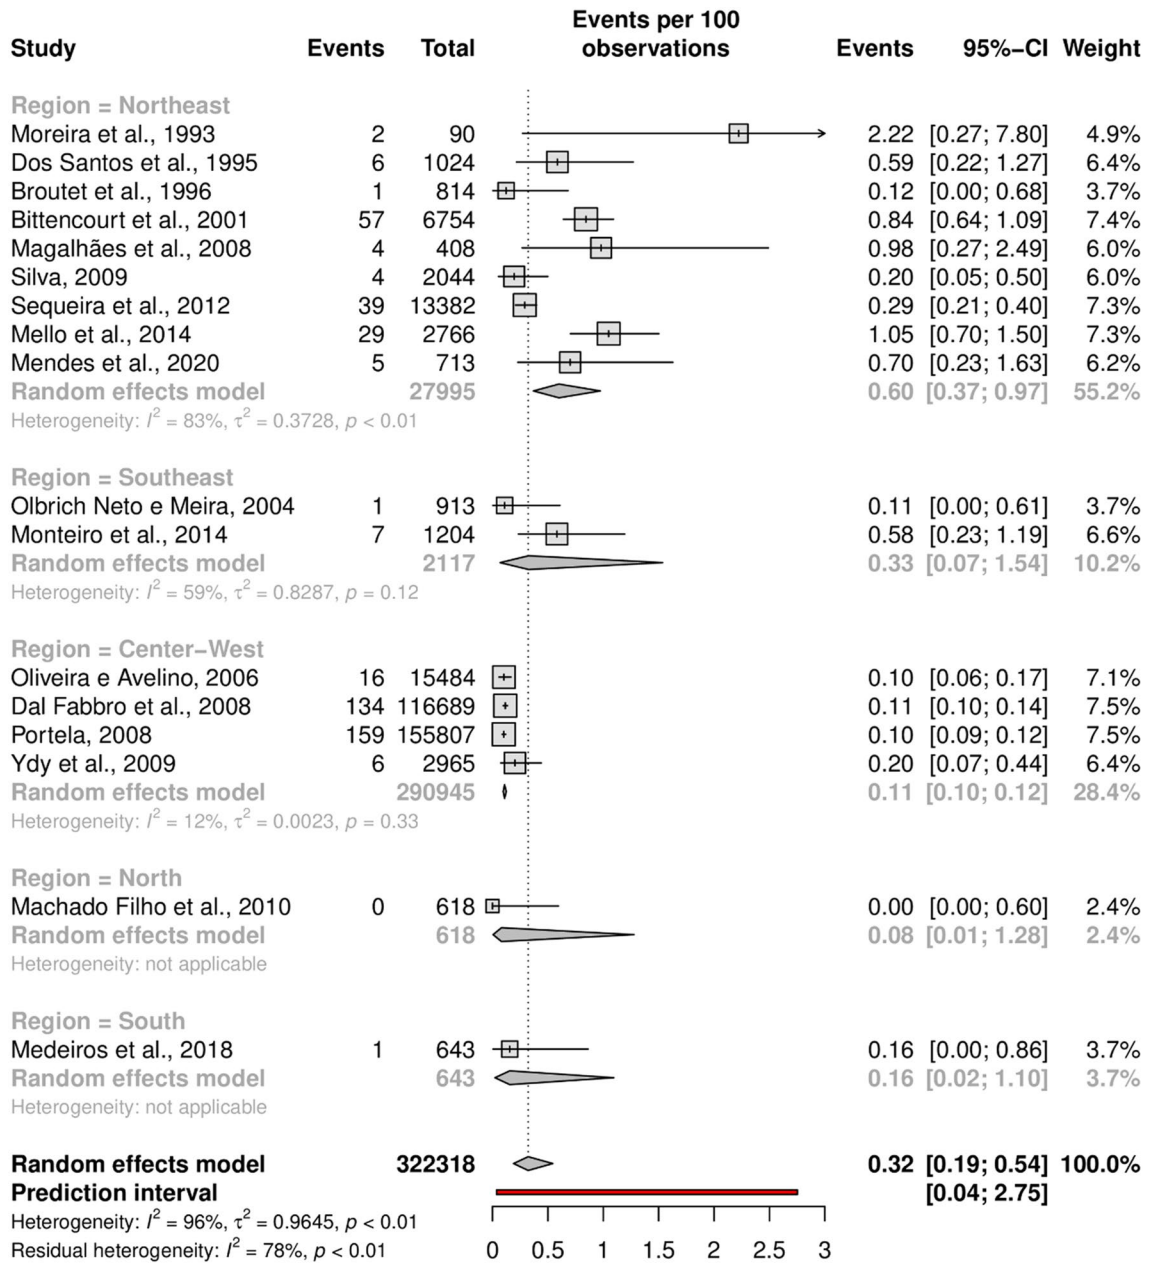 Events per 100
Study Events Total observations Events 95%−CI Weight
Region = Northeast
Moreira et al., 1993 2 90 2.22 [0.27; 7.80] 4.9%
Dos Santos et al., 1995 6 1024 0.59 [0.22; 1.27] 6.4%
Broutet et al., 1996 1 814 0.12 [0.00; 0.68] 3.7%
Bittencourt et al., 2001 57 6754 0.84 [0.64; 1.09] 7.4%
Magalhães et al., 2008 4 408 0.98 [0.27; 2.49] 6.0%
Silva, 2009 4 2044 0.20 [0.05; 0.50] 6.0%
Sequeira et al., 2012 39 13382 0.29 [0.21; 0.40] 7.3%
Mello et al., 2014 29 2766 1.05 [0.70; 1.50] 7.3%
Mendes et al., 2020 5 713 0.70 [0.23; 1.63] 6.2%
Random effects model 27995 0.60 [0.37; 0.97] 55.2%
Heterogeneity: I² = 83%, τ² = 0.3728, p < 0.01
Region = Southeast
Olbrich Neto e Meira, 2004 1 913 0.11 [0.00; 0.61] 3.7%
Monteiro et al., 2014 7 1204 0.58 [0.23; 1.19] 6.6%
Random effects model 2117 0.33 [0.07; 1.54] 10.2%
Heterogeneity: I² = 59%, τ² = 0.8287, p = 0.12
Region = Center−West
Oliveira e Avelino, 2006 16 15484 0.10 [0.06; 0.17] 7.1%
Dal Fabbro et al., 2008 134 116689 0.11 [0.10; 0.14] 7.5%
Portela, 2008 159 155807 0.10 [0.09; 0.12] 7.5%
Ydy et al., 2009 6 2965 0.20 [0.07; 0.44] 6.4%
Random effects model 290945 0.11 [0.10; 0.12] 28.4%
Heterogeneity: I² = 12%, τ² = 0.0023, p = 0.33
Region = North
Machado Filho et al., 2010 0 618 0.00 [0.00; 0.60] 2.4%
Random effects model 618 0.08 [0.01; 1.28] 2.4%
Heterogeneity: not applicable
Region = South
Medeiros et al., 2018 1 643 0.16 [0.00; 0.86] 3.7%
Random effects model 643 0.16 [0.02; 1.10] 3.7%
Heterogeneity: not applicable
Random effects model 322318 0.32 [0.19; 0.54] 100.0%
Prediction interval [0.04; 2.75]
Heterogeneity: I² = 96%, τ² = 0.9645, p < 0.01
Residual heterogeneity: I² = 78%, p < 0.01
0 0.5 1 1.5 2 2.5 3